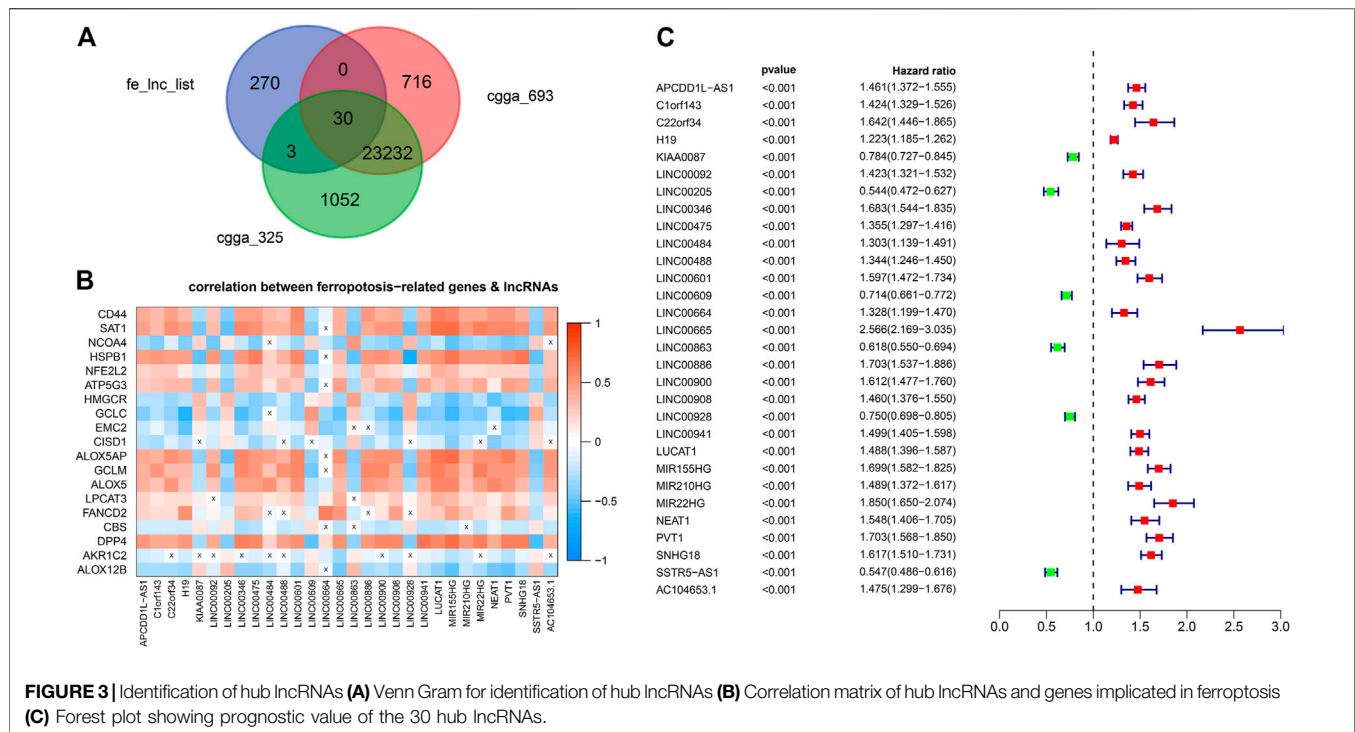 A
fe_lnc_list
270
0
716
cgga_693
30
3
23232
1052
cgga_325
B
correlation between ferropotosis−related genes & lncRNAs
CD44
SAT1
NCOA4
HSPB1
NFE2L2
ATP5G3
HMGCR
GCLC
EMC2
CISD1
ALOX5AP
GCLM
ALOX5
LPCAT3
FANCD2
CBS
DPP4
AKR1C2
ALOX12B
1
0.5
0
−0.5
−1
APCDD1L−AS1
C1orf143
C22orf34
H19
KIAA0087
LINC00092
LINC00205
LINC00346
LINC00475
LINC00484
LINC00488
LINC00601
LINC00609
LINC00664
LINC00665
LINC00863
LINC00886
LINC00900
LINC00908
LINC00928
LINC00941
LUCAT1
MIR155HG
MIR210HG
MIR22HG
NEAT1
PVT1
SNHG18
SSTR5−AS1
AC104653.1
C
pvalue Hazard ratio
APCDD1L−AS1 <0.001 1.461(1.372−1.555)
C1orf143 <0.001 1.424(1.329−1.526)
C22orf34 <0.001 1.642(1.446−1.865)
H19 <0.001 1.223(1.185−1.262)
KIAA0087 <0.001 0.784(0.727−0.845)
LINC00092 <0.001 1.423(1.321−1.532)
LINC00205 <0.001 0.544(0.472−0.627)
LINC00346 <0.001 1.683(1.544−1.835)
LINC00475 <0.001 1.355(1.297−1.416)
LINC00484 <0.001 1.303(1.139−1.491)
LINC00488 <0.001 1.344(1.246−1.450)
LINC00601 <0.001 1.597(1.472−1.734)
LINC00609 <0.001 0.714(0.661−0.772)
LINC00664 <0.001 1.328(1.199−1.470)
LINC00665 <0.001 2.566(2.169−3.035)
LINC00863 <0.001 0.618(0.550−0.694)
LINC00886 <0.001 1.703(1.537−1.886)
LINC00900 <0.001 1.612(1.477−1.760)
LINC00908 <0.001 1.460(1.376−1.550)
LINC00928 <0.001 0.750(0.698−0.805)
LINC00941 <0.001 1.499(1.405−1.598)
LUCAT1 <0.001 1.488(1.396−1.587)
MIR155HG <0.001 1.699(1.582−1.825)
MIR210HG <0.001 1.489(1.372−1.617)
MIR22HG <0.001 1.850(1.650−2.074)
NEAT1 <0.001 1.548(1.406−1.705)
PVT1 <0.001 1.703(1.568−1.850)
SNHG18 <0.001 1.617(1.510−1.731)
SSTR5−AS1 <0.001 0.547(0.486−0.616)
AC104653.1 <0.001 1.475(1.299−1.676)
0.0 0.5 1.0 1.5 2.0 2.5 3.0
FIGURE 3 | Identification of hub lncRNAs (A) Venn Gram for identification of hub lncRNAs (B) Correlation matrix of hub lncRNAs and genes implicated in ferroptosis
(C) Forest plot showing prognostic value of the 30 hub lncRNAs.